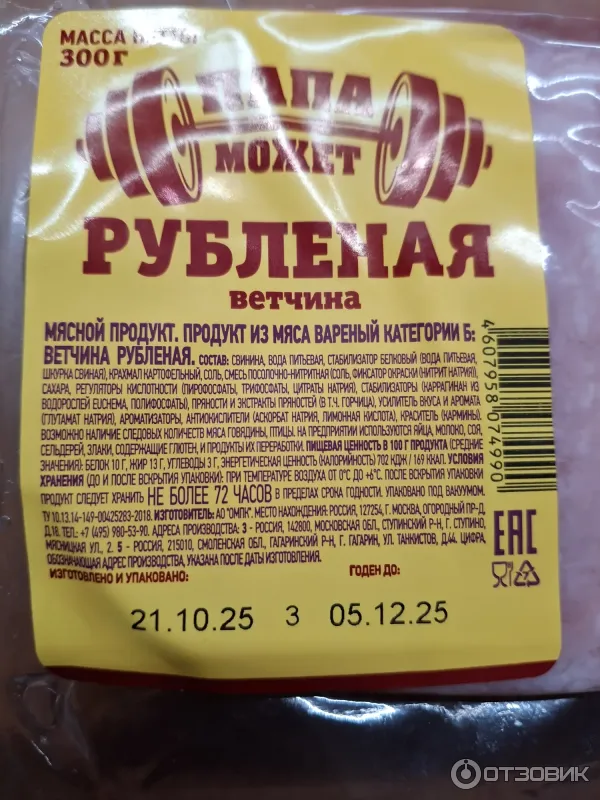 МАССА НЕТТО:
300 г
ПАПА
МОЖЕТ
РУБЛЕНАЯ
ВЕТЧИНА
МЯСНОЙ ПРОДУКТ. ПРОДУКТ ИЗ МЯСА ВАРЕНЫЙ КАТЕГОРИИ Б:
ВЕТЧИНА РУБЛЕНАЯ. СОСТАВ: СВИНИНА, ВОДА ПИТЬЕВАЯ, СТАБИЛИЗАТОР БЕЛКОВЫЙ (ВОДА ПИТЬЕВАЯ,
ШКУРКА СВИНАЯ), КРАХМАЛ КАРТОФЕЛЬНЫЙ, СОЛЬ, СМЕСЬ ПОСОЛОЧНО-НИТРИТНАЯ (СОЛЬ, ФИКСАТОР ОКРАСКИ (НИТРИТ НАТРИЯ)),
САХАРА, РЕГУЛЯТОРЫ КИСЛОТНОСТИ (ПИРОФОСФАТЫ, ТРИФОСФАТЫ, ЦИТРАТЫ НАТРИЯ), СТАБИЛИЗАТОРЫ (КАРРАГИНАН ИЗ
ВОДОРОСЛЕЙ EUCHEMA, ПОЛИФОСФАТЫ), ПРЯНОСТИ И ЭКСТРАКТЫ ПРЯНОСТЕЙ (В Т.Ч. ГОРЧИЦА), УСИЛИТЕЛЬ ВКУСА И АРОМАТА
(ГЛУТАМАТ НАТРИЯ), АРОМАТИЗАТОРЫ, АНТИОКИСЛИТЕЛИ (АСКОРБАТ НАТРИЯ, ЛИМОННАЯ КИСЛОТА), КРАСИТЕЛЬ (КАРМИНЫ).
ВОЗМОЖНО НАЛИЧИЕ СЛЕДОВЫХ КОЛИЧЕСТВ МЯСА ГОВЯДИНЫ, ПТИЦЫ. НА ПРЕДПРИЯТИИ ИСПОЛЬЗУЮТСЯ ЯЙЦА, МОЛОКО, СОЯ,
СЕЛЬДЕРЕЙ, ЗЛАКИ, СОДЕРЖАЩИЕ ГЛЮТЕН, И ПРОДУКТЫ ИХ ПЕРЕРАБОТКИ. ПИЩЕВАЯ ЦЕННОСТЬ В 100 Г ПРОДУКТА (СРЕДНИЕ
ЗНАЧЕНИЯ): БЕЛОК 10 Г, ЖИР 13 Г, УГЛЕВОДЫ 3 Г, ЭНЕРГЕТИЧЕСКАЯ ЦЕННОСТЬ (КАЛОРИЙНОСТЬ) 702 КДЖ / 169 ККАЛ. УСЛОВИЯ
ХРАНЕНИЯ (ДО И ПОСЛЕ ВСКРЫТИЯ УПАКОВКИ): ПРИ ТЕМПЕРАТУРЕ ВОЗДУХА ОТ 0°С ДО +6°С. ПОСЛЕ ВСКРЫТИЯ УПАКОВКИ
ПРОДУКТ СЛЕДУЕТ ХРАНИТЬ НЕ БОЛЕЕ 72 ЧАСОВ В ПРЕДЕЛАХ СРОКА ГОДНОСТИ. УПАКОВАНО ПОД ВАКУУМОМ.
ТУ 10.13.14-149-00425283-2018. ИЗГОТОВИТЕЛЬ: АО "ОМПК". МЕСТО НАХОЖДЕНИЯ: РОССИЯ, 127254, Г. МОСКВА, ОГОРОДНЫЙ ПР-Д,
Д.18. ТЕЛ.: +7 (495) 980-53-90. АДРЕСА ПРОИЗВОДСТВА: 3 - РОССИЯ, 142800, МОСКОВСКАЯ ОБЛ., СТУПИНСКИЙ Р-Н, Г. СТУПИНО,
МЯСНИЦКАЯ УЛ., 2. 5 - РОССИЯ, 215010, СМОЛЕНСКАЯ ОБЛ., ГАГАРИНСКИЙ Р-Н, Г. ГАГАРИН, УЛ. ТАНКИСТОВ, Д.44. ЦИФРА,
ОБОЗНАЧАЮЩАЯ АДРЕС ПРОИЗВОДСТВА, УКАЗАНА ПОСЛЕ ДАТЫ ИЗГОТОВЛЕНИЯ.
ИЗГОТОВЛЕНО И УПАКОВАНО: ГОДЕН ДО:
21.10.25 3 05.12.25
4607958074990
EAC
ОТЗОВИК